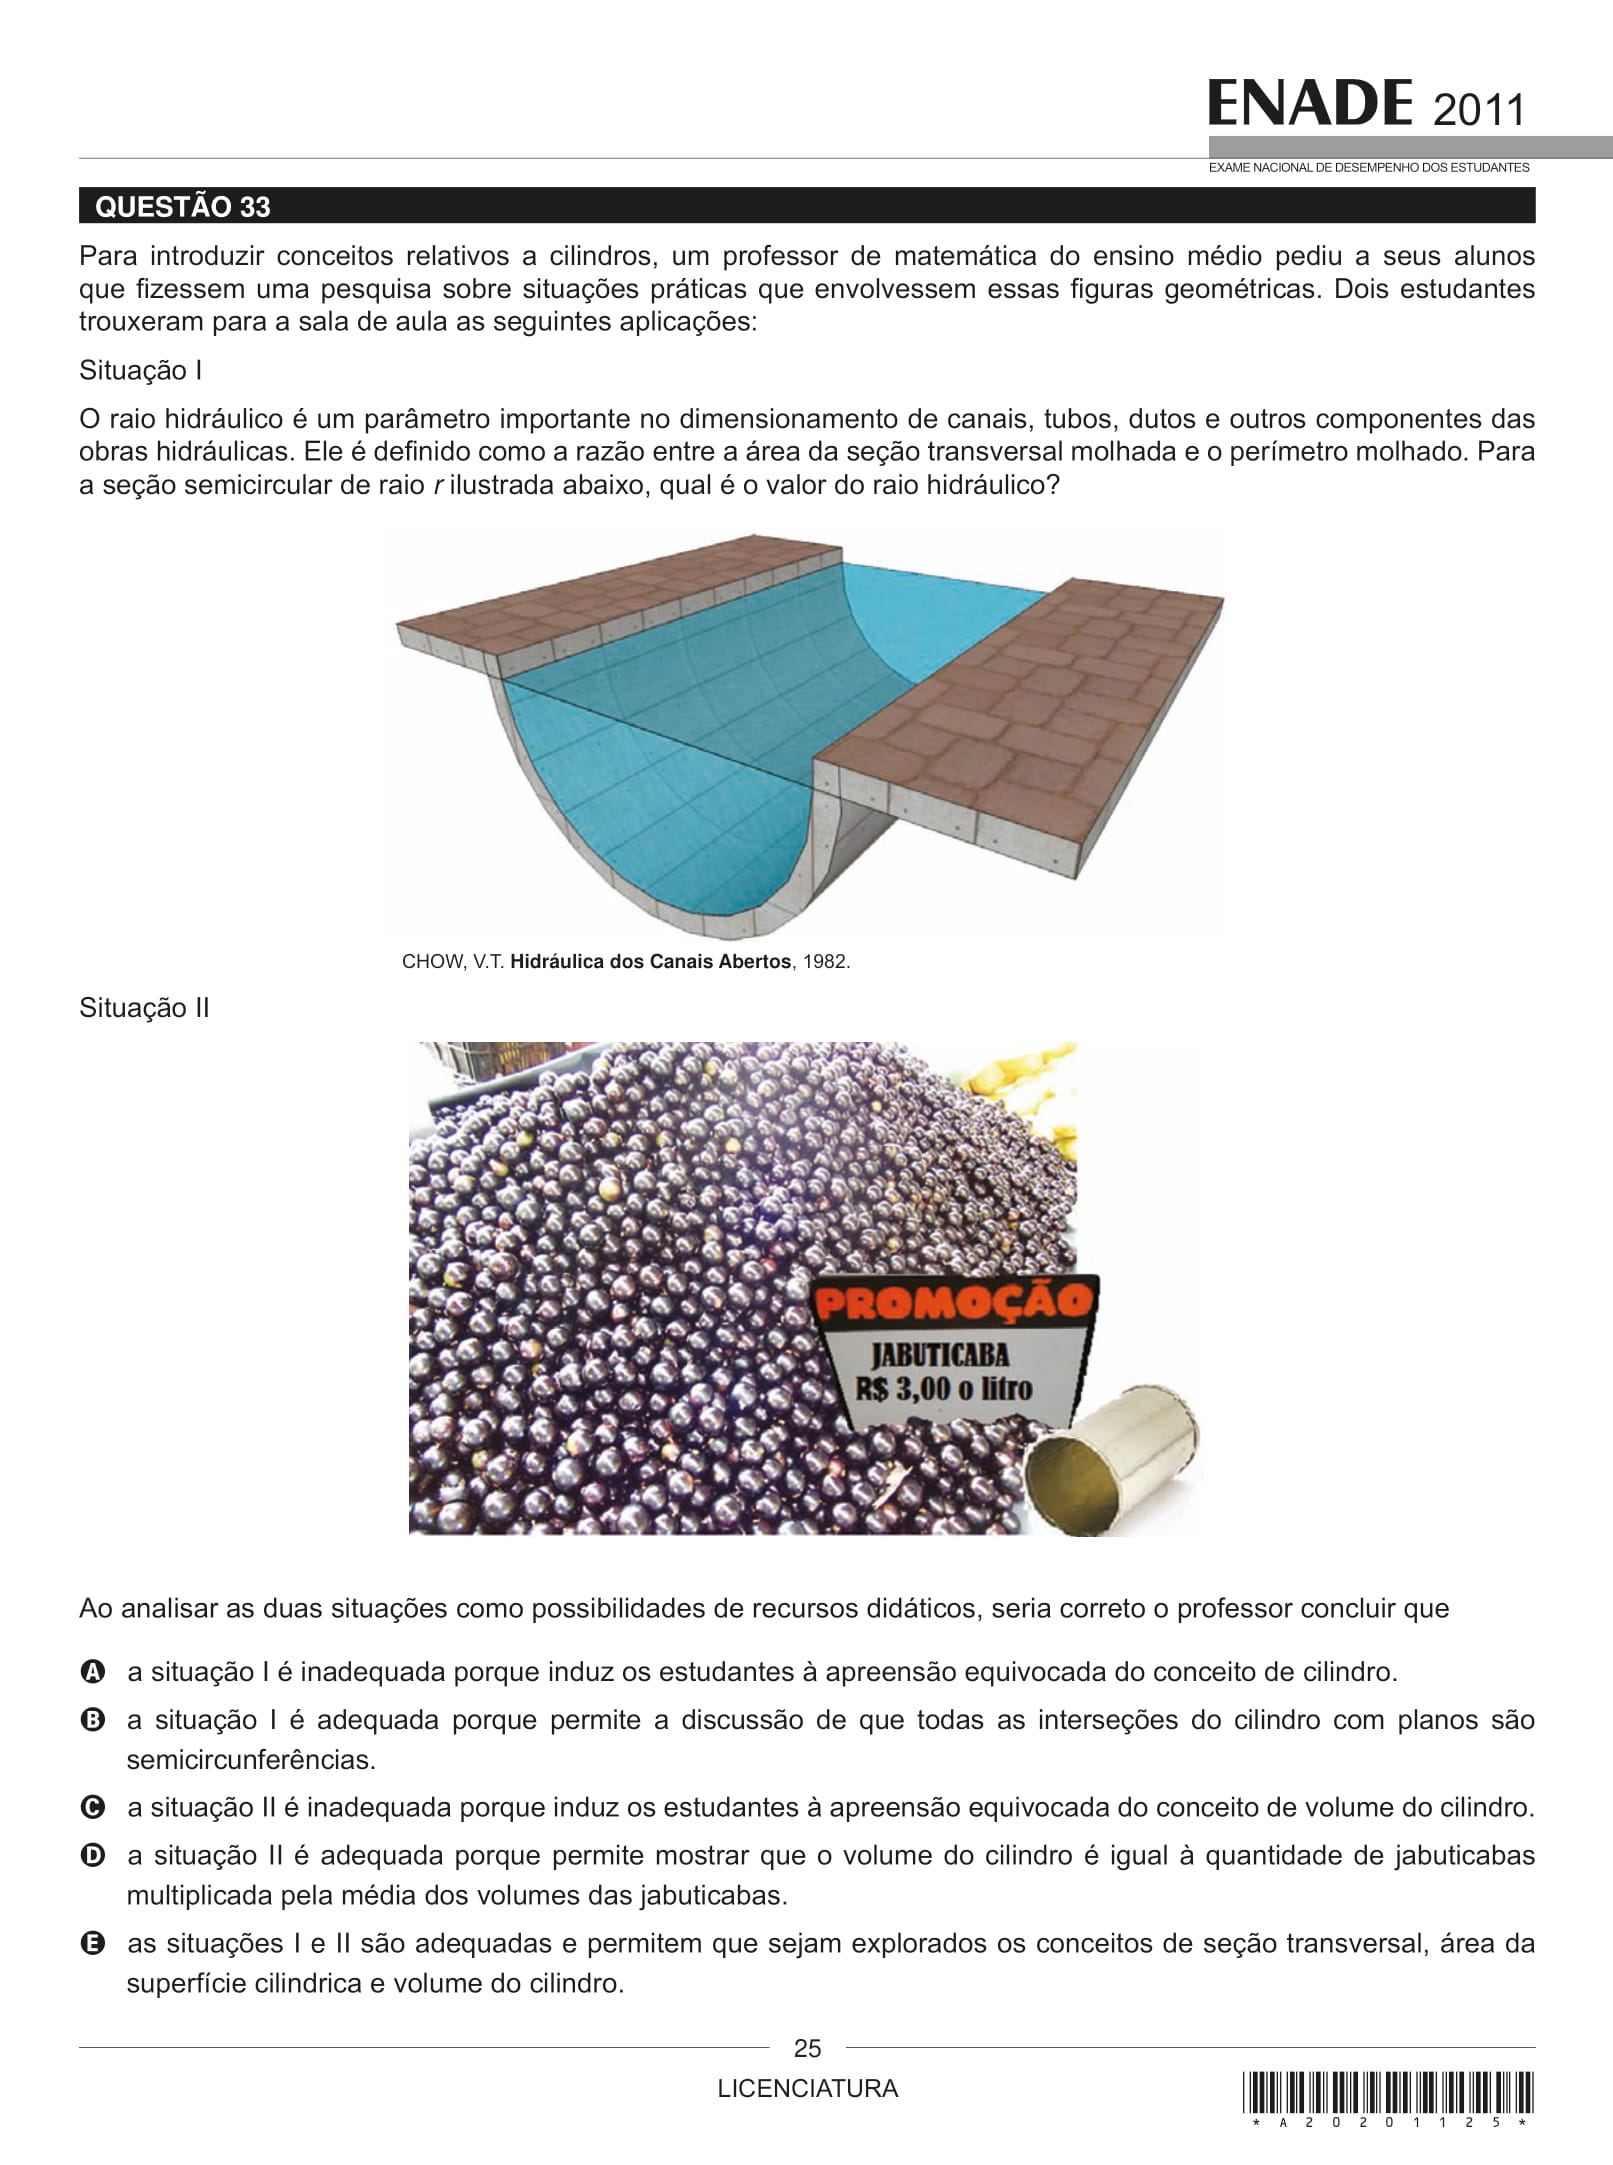 ENADE 2011
EXAME NACIONAL DE DESEMPENHO DOS ESTUDANTES
QUESTÃO 33
Para introduzir conceitos relativos a cilindros, um professor de matemática do ensino médio pediu a seus alunos
que fizessem uma pesquisa sobre situações práticas que envolvessem essas figuras geométricas. Dois estudantes
trouxeram para a sala de aula as seguintes aplicações:
Situação I
O raio hidráulico é um parâmetro importante no dimensionamento de canais, tubos, dutos e outros componentes das
obras hidráulicas. Ele é definido como a razão entre a área da seção transversal molhada e o perímetro molhado. Para
a seção semicircular de raio r ilustrada abaixo, qual é o valor do raio hidráulico?
CHOW, V.T. Hidráulica dos Canais Abertos, 1982.
Situação II
PROMOÇÃO
JABUTICABA
R$ 3,00 o litro
Ao analisar as duas situações como possibilidades de recursos didáticos, seria correto o professor concluir que
A a situação I é inadequada porque induz os estudantes à apreensão equivocada do conceito de cilindro.
B a situação I é adequada porque permite a discussão de que todas as interseções do cilindro com planos são
semicircunferências.
C a situação II é inadequada porque induz os estudantes à apreensão equivocada do conceito de volume do cilindro.
D a situação II é adequada porque permite mostrar que o volume do cilindro é igual à quantidade de jabuticabas
multiplicada pela média dos volumes das jabuticabas.
E as situações I e II são adequadas e permitem que sejam explorados os conceitos de seção transversal, área da
superfície cilindrica e volume do cilindro.
25
LICENCIATURA
* A 2 0 2 0 1 1 2 5 *